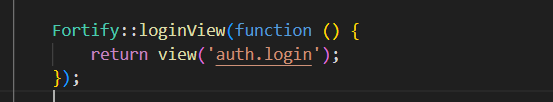 Fortify::loginView(function () {
    return view('auth.login');
});